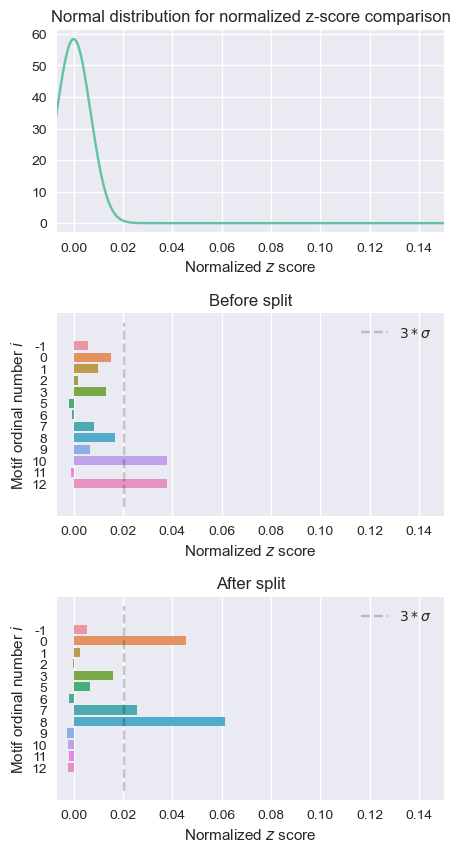 Normal distribution for normalized z-score comparison
60
50
40
30
20
10
0
0.00 0.02 0.04 0.06 0.08 0.10 0.12 0.14
Normalized z score
Before split
Motif ordinal number i
-1
0
1
2
3
5
6
7
8
9
10
11
12
3 * σ
0.00 0.02 0.04 0.06 0.08 0.10 0.12 0.14
Normalized z score
After split
Motif ordinal number i
-1
0
1
2
3
5
6
7
8
9
10
11
12
3 * σ
0.00 0.02 0.04 0.06 0.08 0.10 0.12 0.14
Normalized z score